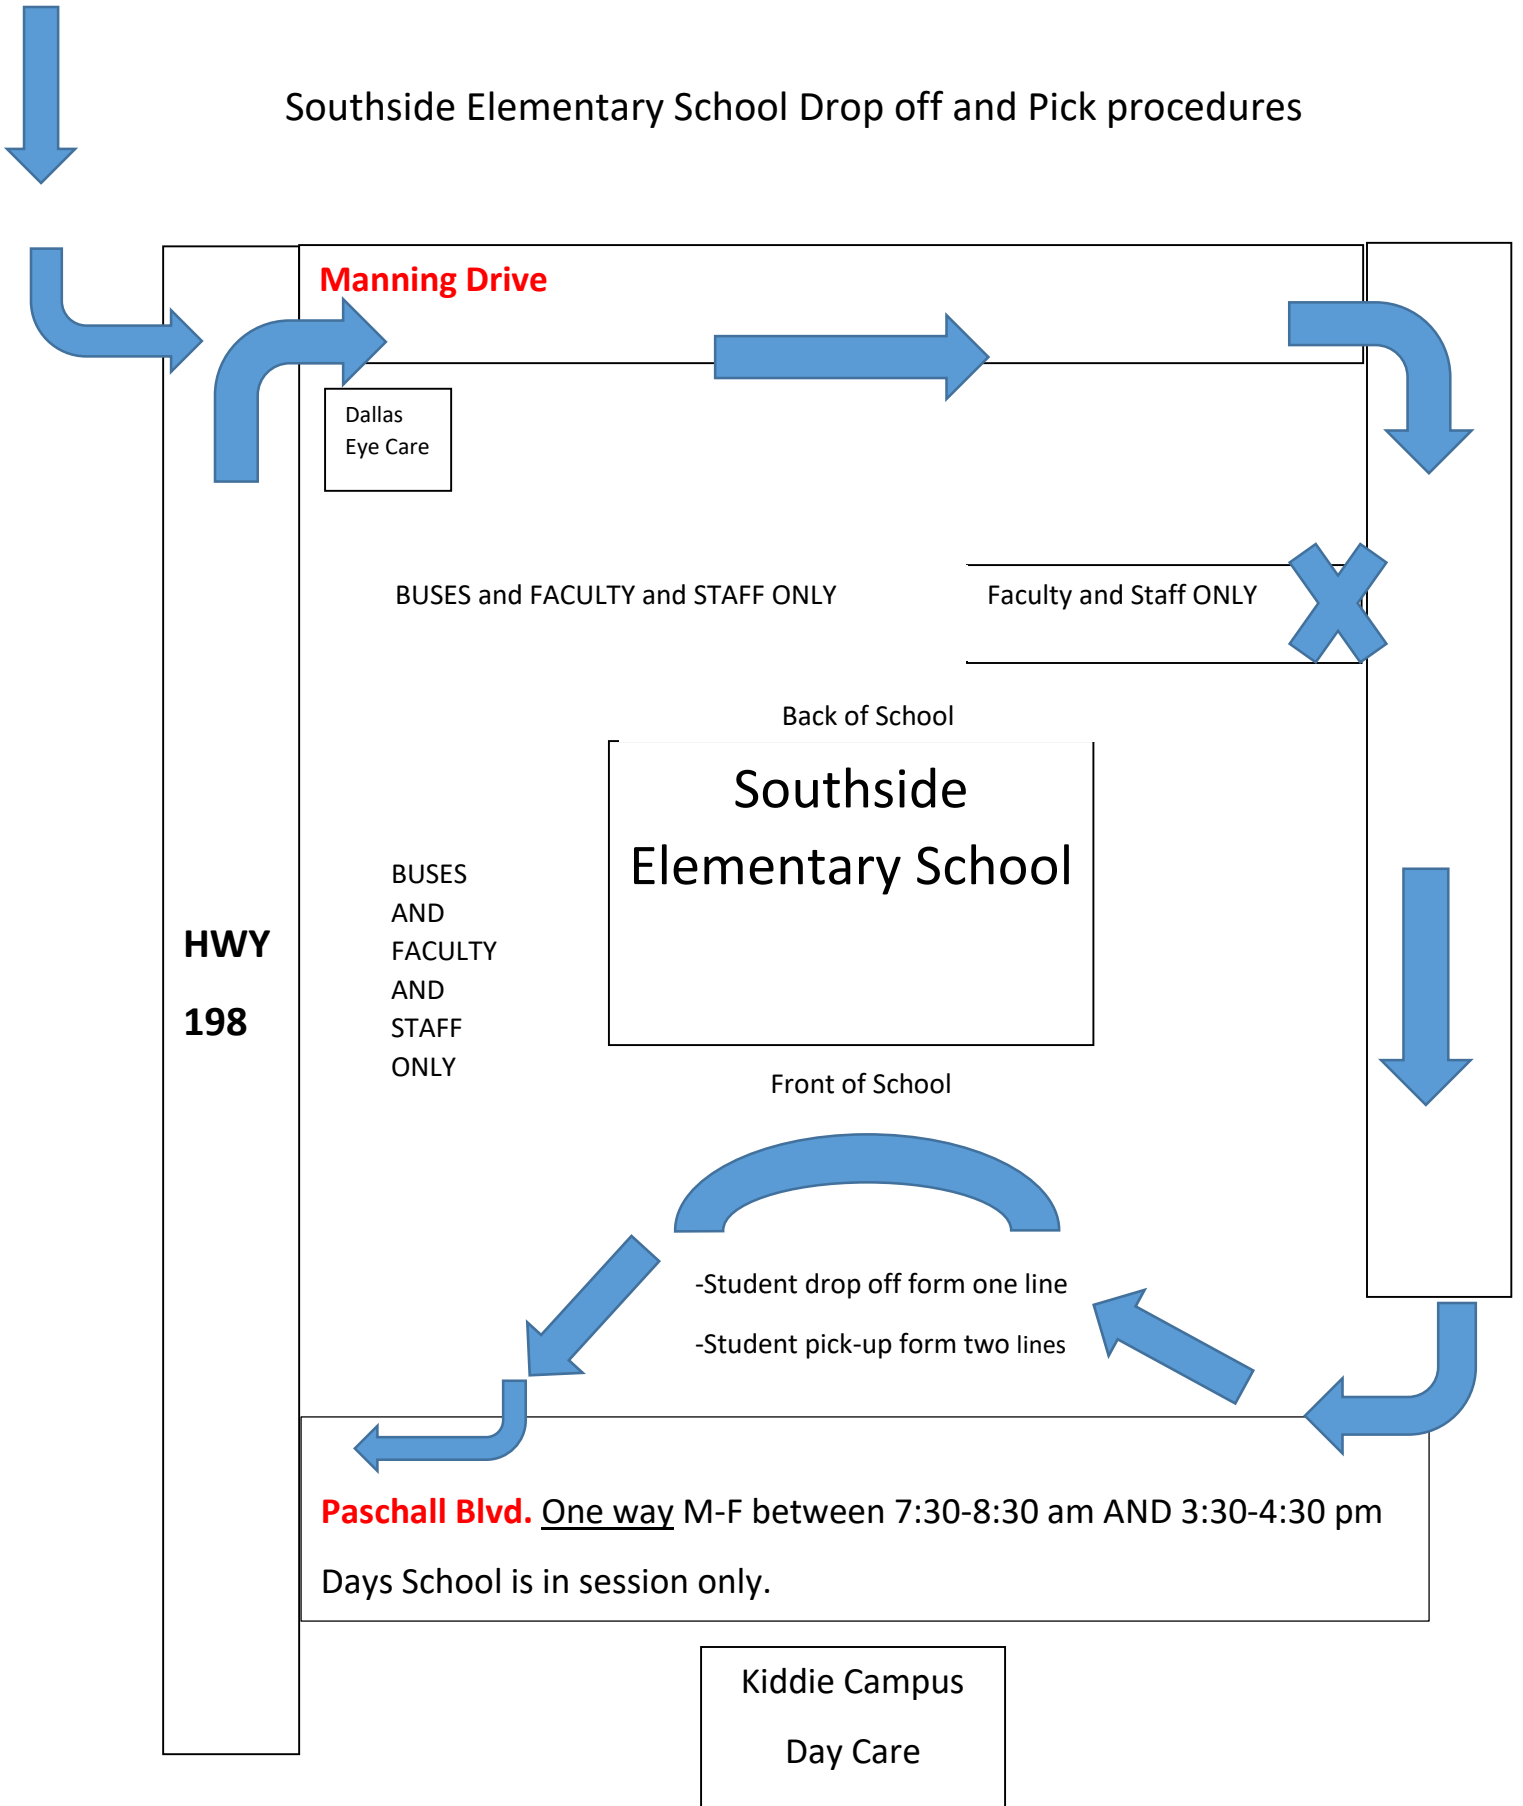 Southside Elementary School Drop off and Pick procedures
Manning Drive
Dallas
Eye Care
BUSES and FACULTY and STAFF ONLY
Faculty and Staff ONLY
Back of School
Southside
Elementary School
BUSES
AND
FACULTY
AND
STAFF
ONLY
HWY
198
Front of School
-Student drop off form one line
-Student pick-up form two lines
Paschall Blvd. One way M-F between 7:30-8:30 am AND 3:30-4:30 pm
Days School is in session only.
Kiddie Campus
Day Care